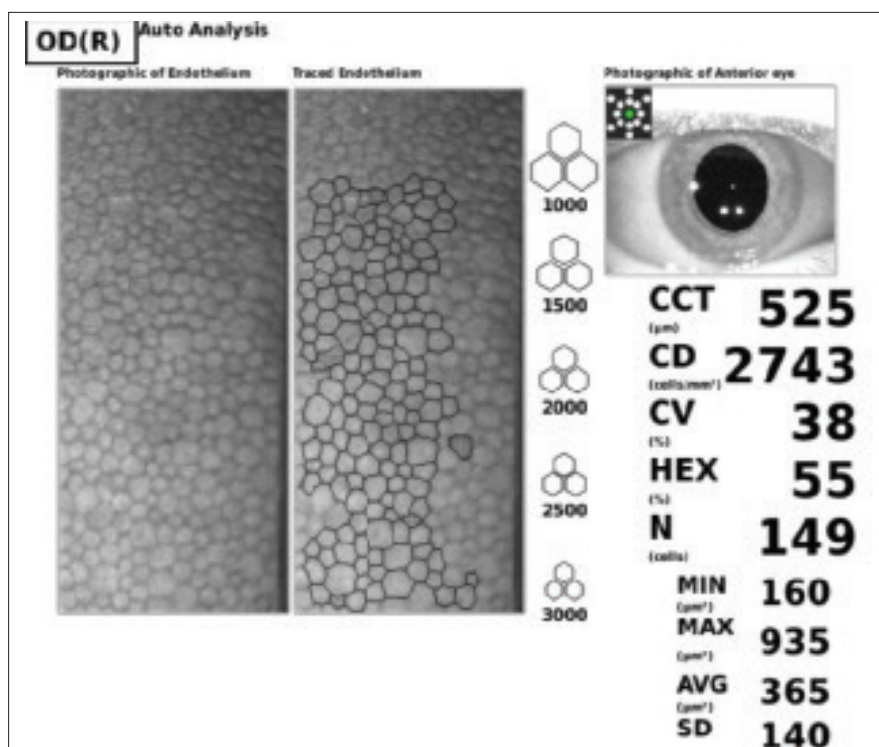 OD(R) Auto Analysis
Photographic of Endothelium
Traced Endothelium
Photographic of Anterior eye
1000
1500
2000
2500
3000
CCT 525
(µm)
CD 2743
(cells/mm²)
CV 38
(%)
HEX 55
(%)
N 149
(cells)
MIN 160
(µm²)
MAX 935
(µm²)
AVG 365
(µm²)
SD 140